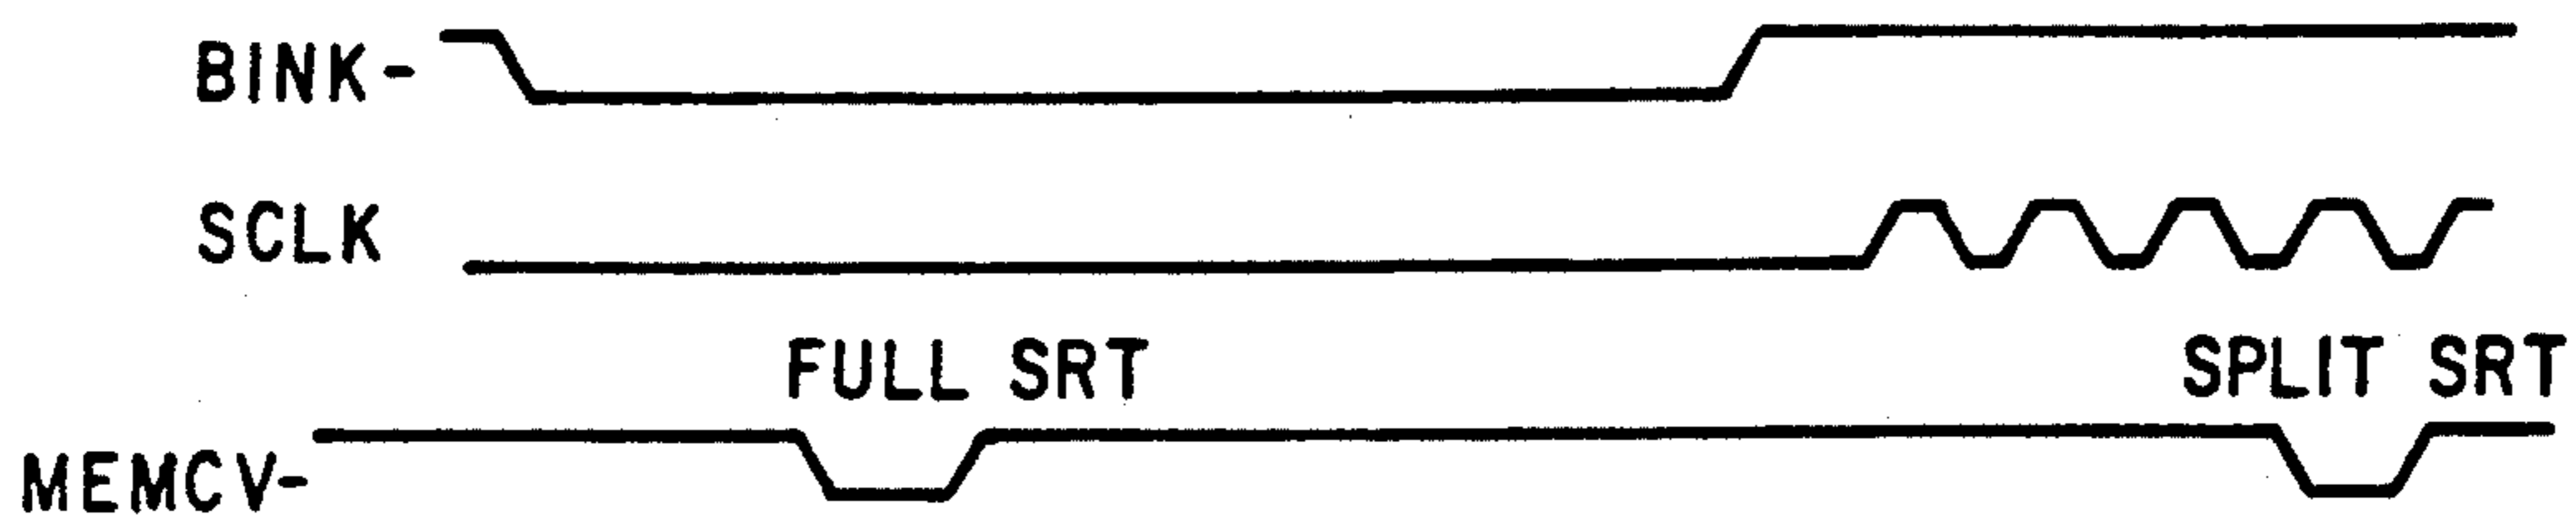 BINK-
SCLK
FULL SRT
SPLIT SRT
MEMCV-